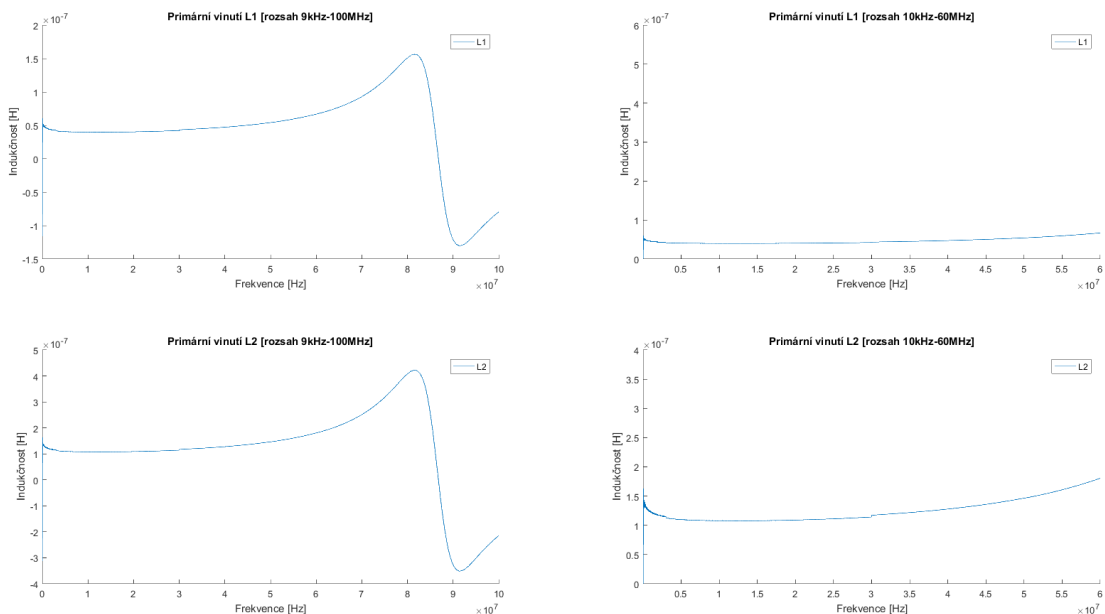 Primární vinutí L1 [rozsah 9kHz-100MHz]
×10⁻⁷
2
1.5
1
0.5
0
-0.5
-1
-1.5
Indukčnost [H]
L1
0 1 2 3 4 5 6 7 8 9 10
Frekvence [Hz]
×10⁷
Primární vinutí L1 [rozsah 10kHz-60MHz]
×10⁻⁷
6
5
4
3
2
1
0
Indukčnost [H]
L1
0.5 1 1.5 2 2.5 3 3.5 4 4.5 5 5.5 6
Frekvence [Hz]
×10⁷
Primární vinutí L2 [rozsah 9kHz-100MHz]
×10⁻⁷
5
4
3
2
1
0
-1
-2
-3
-4
Indukčnost [H]
L2
0 1 2 3 4 5 6 7 8 9 10
Frekvence [Hz]
×10⁷
Primární vinutí L2 [rozsah 10kHz-60MHz]
×10⁻⁷
4
3.5
3
2.5
2
1.5
1
0.5
0
Indukčnost [H]
L2
0.5 1 1.5 2 2.5 3 3.5 4 4.5 5 5.5 6
Frekvence [Hz]
×10⁷